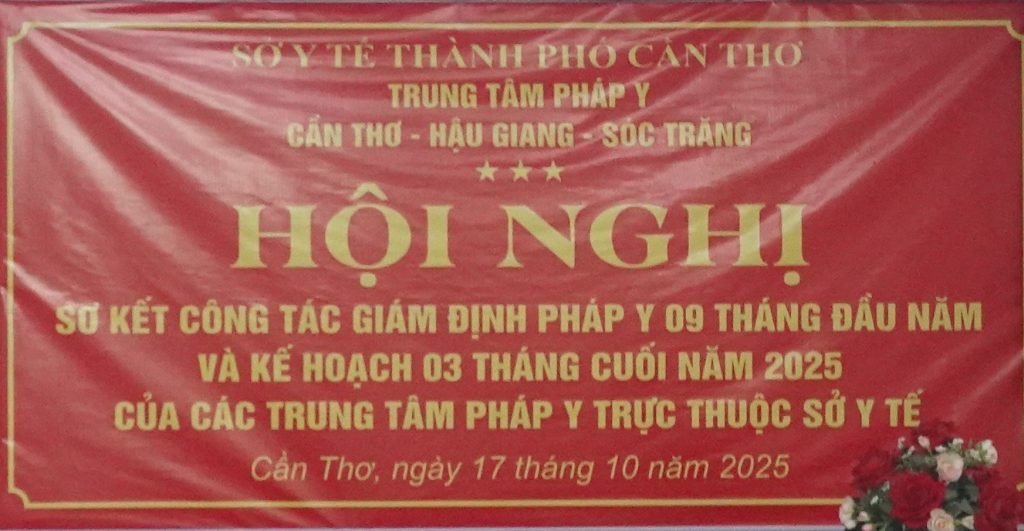 SỞ Y TẾ THÀNH PHỐ CẦN THƠ
TRUNG TÂM PHÁP Y
CẦN THƠ - HẬU GIANG - SÓC TRĂNG
HỘI NGHỊ
SƠ KẾT CÔNG TÁC GIÁM ĐỊNH PHÁP Y 09 THÁNG ĐẦU NĂM
VÀ KẾ HOẠCH 03 THÁNG CUỐI NĂM 2025
CỦA CÁC TRUNG TÂM PHÁP Y TRỰC THUỘC SỞ Y TẾ
Cần Thơ, ngày 17 tháng 10 năm 2025